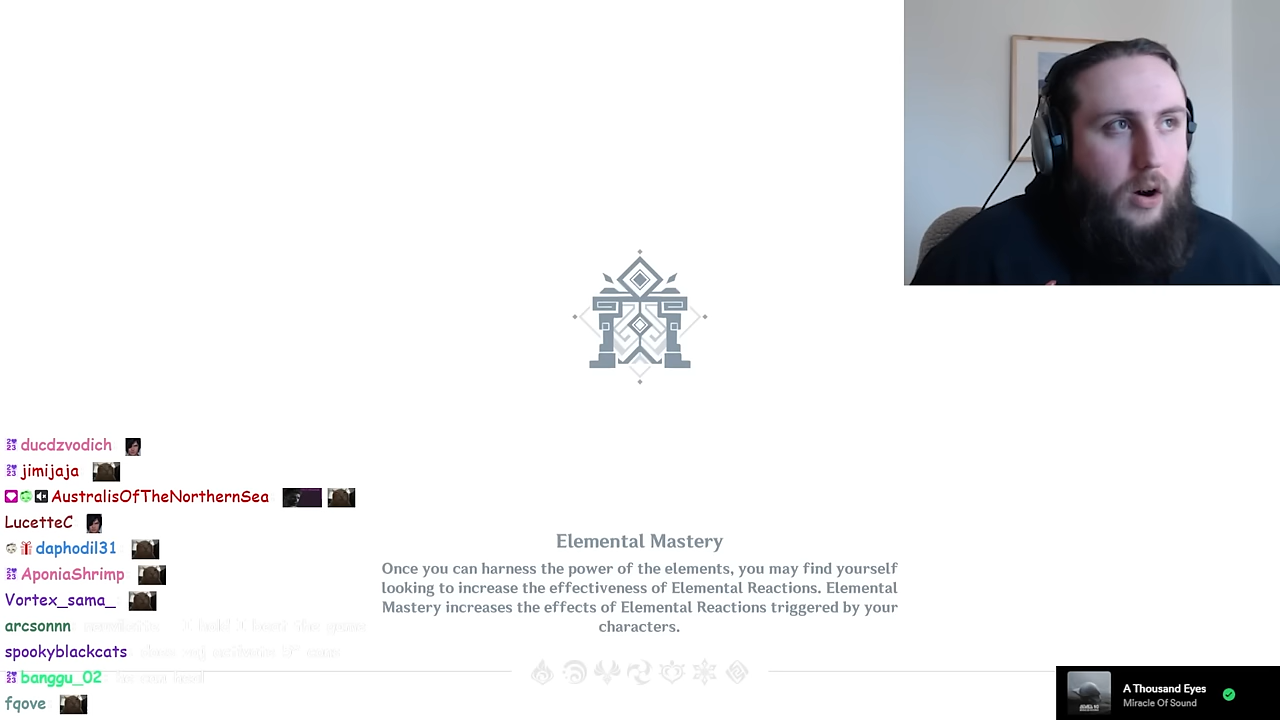 ducdzvodich
jimijaja
AustralisOfTheNorthernSea
LucetteC
daphodil31
AponiaShrimp
Vortex_sama_
arcsonnn
spookyblackcats
banggu_02
fqove
Elemental Mastery
Once you can harness the power of the elements, you may find yourself
looking to increase the effectiveness of Elemental Reactions. Elemental
Mastery increases the effects of Elemental Reactions triggered by your
characters.
A Thousand Eyes
Miracle Of Sound